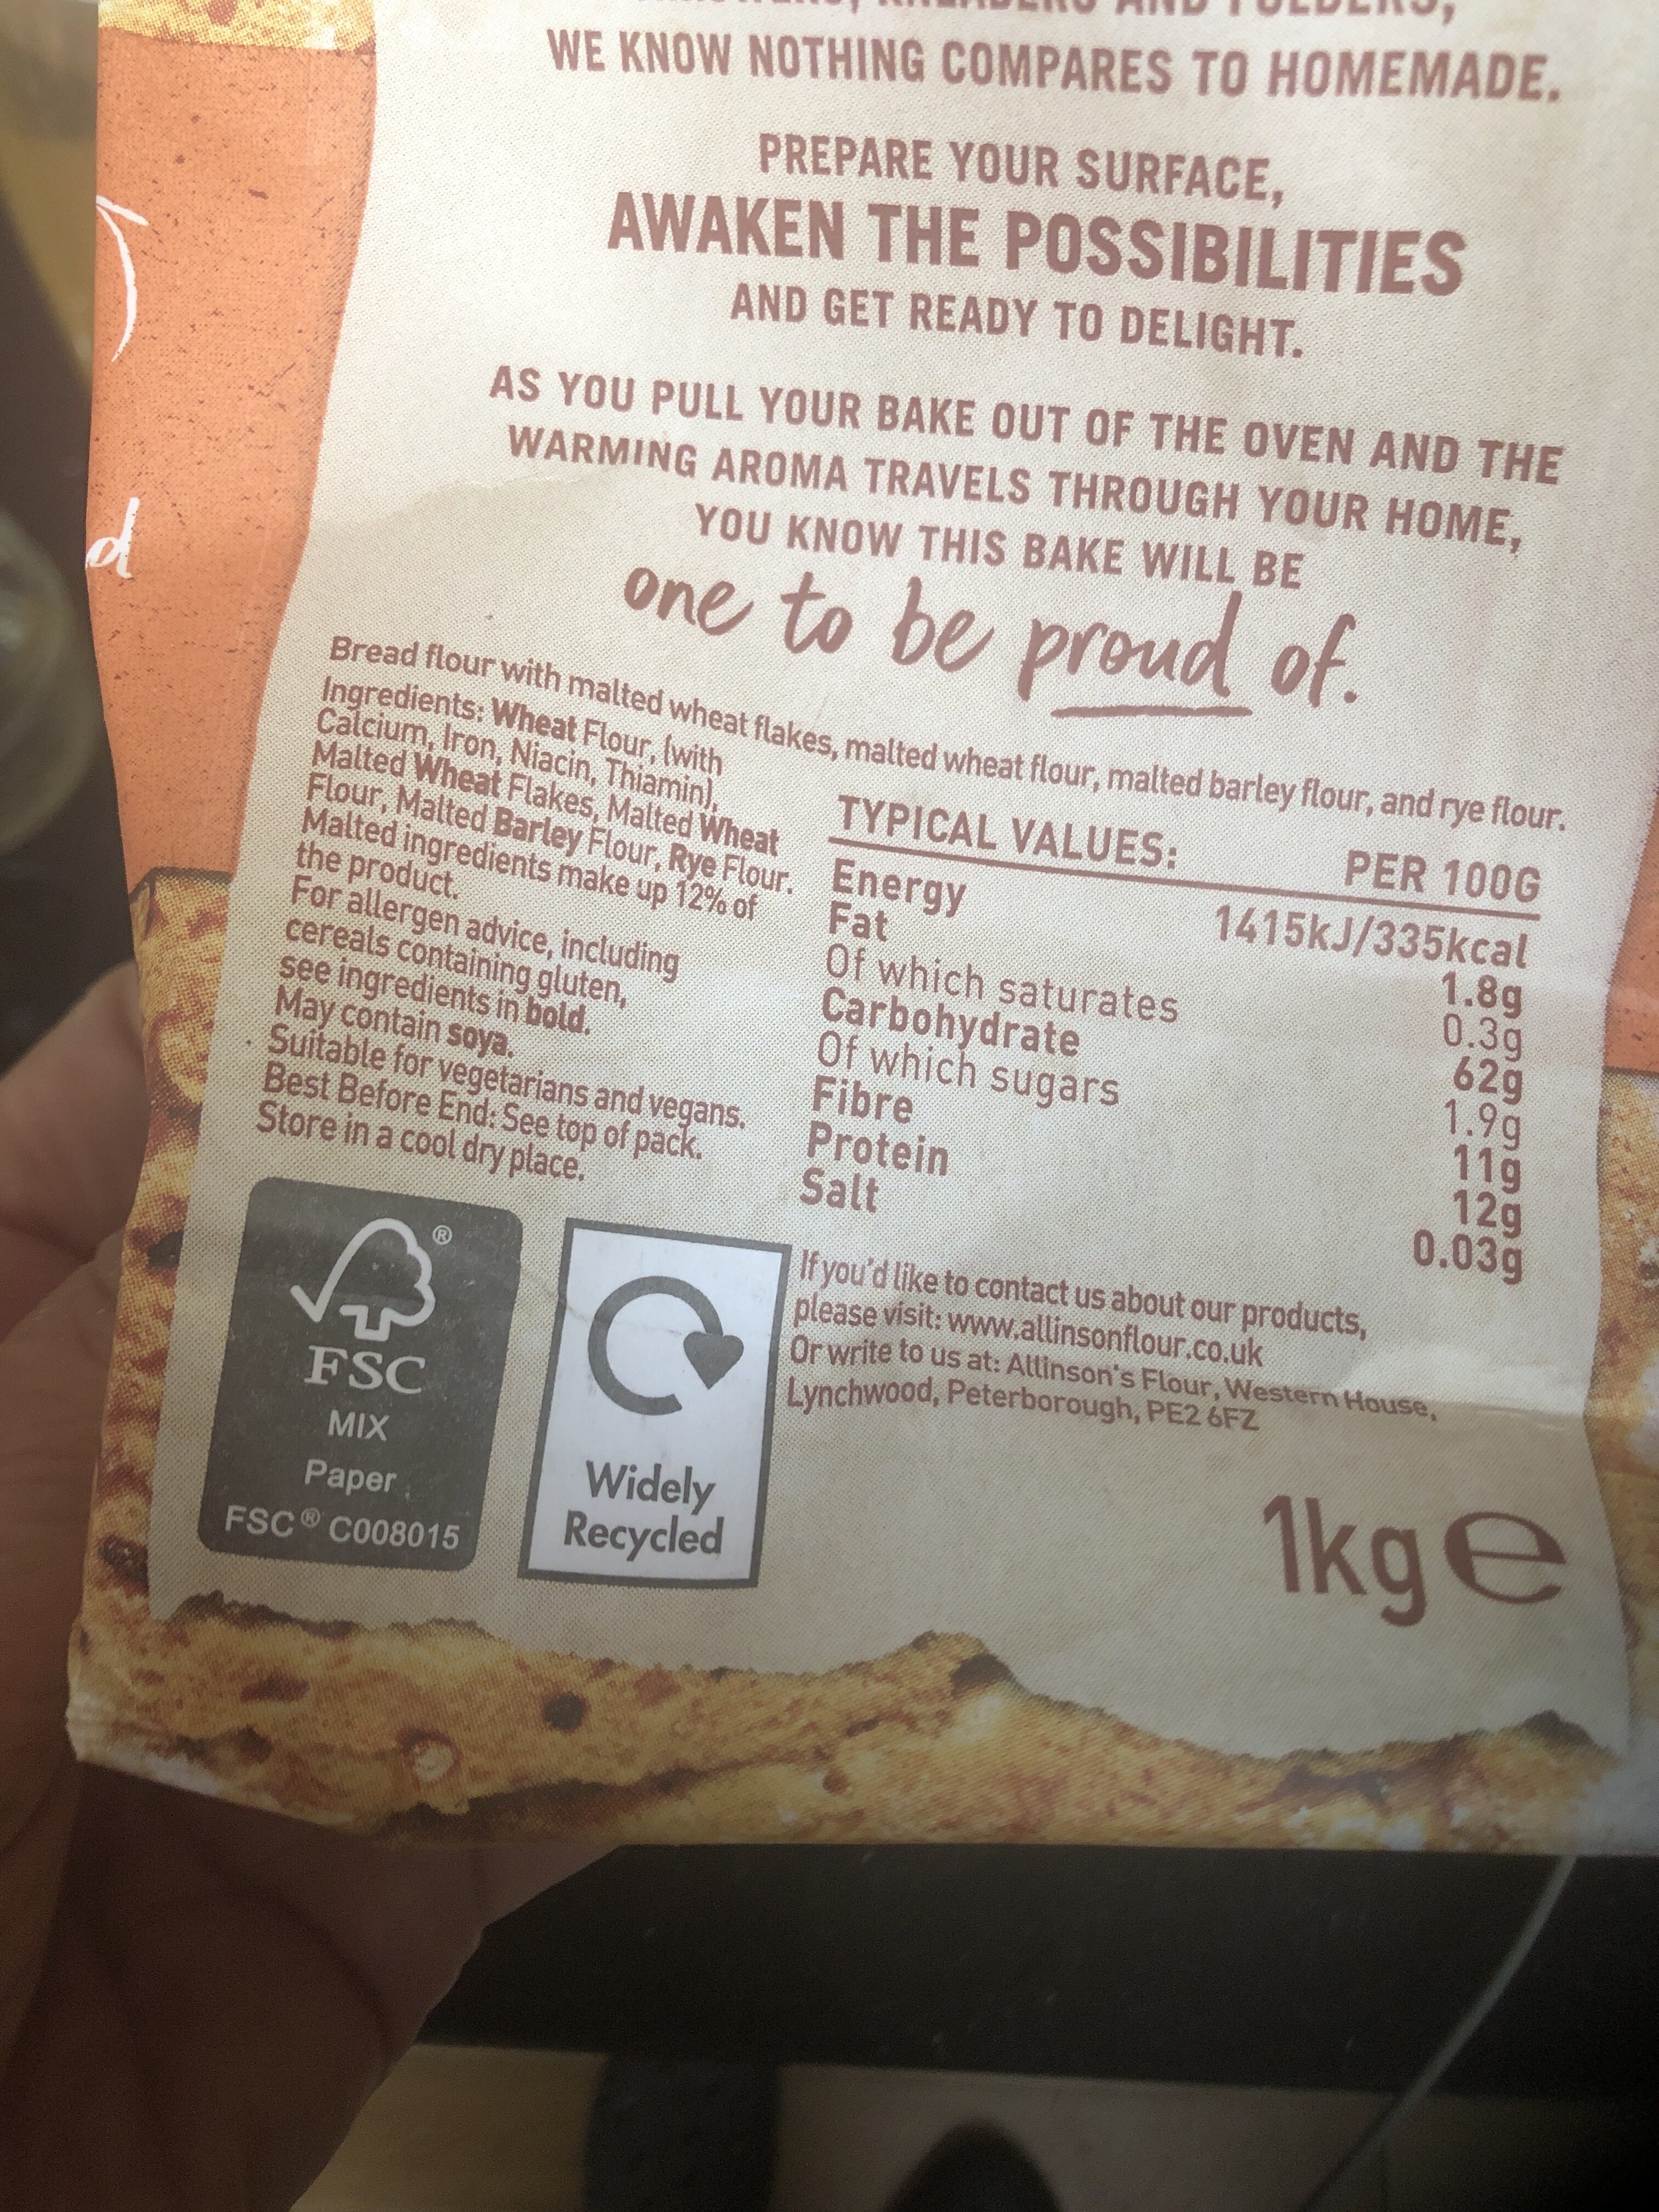 AND FOLDERS,
WE KNOW NOTHING COMPARES TO HOMEMADE.
PREPARE YOUR SURFACE,
AWAKEN THE POSSIBILITIES
AND GET READY TO DELIGHT.
AS YOU PULL YOUR BAKE OUT OF THE OVEN AND THE
WARMING AROMA TRAVELS THROUGH YOUR HOME,
YOU KNOW THIS BAKE WILL BE
one to be proud of.
d
Bread flour with malted wheat flakes, malted wheat flour, malted barley flour, and rye flour.
Ingredients: Wheat Flour, (with
Calcium, Iron, Niacin, Thiamin),
Malted Wheat Flakes, Malted Wheat
Flour, Malted Barley Flour, Rye Flour.
Malted ingredients make up 12% of
the product.
For allergen advice, including
cereals containing gluten,
see ingredients in bold.
May contain soya.
Suitable for vegetarians and vegans.
Best Before End: See top of pack.
Store in a cool dry place.
TYPICAL VALUES: PER 100G
Energy 1415kJ/335kcal
Fat 1.8g
Of which saturates 0.3g
Carbohydrate 62g
Of which sugars 1.9g
Fibre 11g
Protein 12g
Salt 0.03g
If you'd like to contact us about our products,
please visit: www.allinsonflour.co.uk
Or write to us at: Allinson's Flour, Western House,
Lynchwood, Peterborough, PE2 6FZ
®
FSC
MIX
Paper
FSC® C008015
Widely
Recycled
1kg ℮